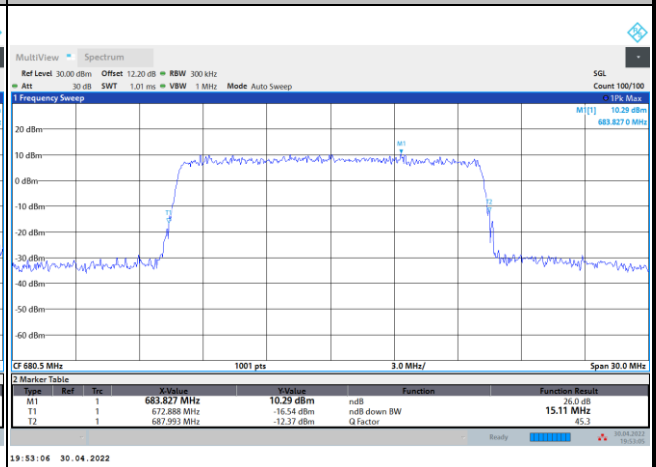 MultiView Spectrum
Ref Level 30.00 dBm Offset 12.20 dB RBW 300 kHz SGL
Att 30 dB SWT 1.01 ms VBW 1 MHz Mode Auto Sweep Count 100/100
1 Frequency Sweep 1Pk Max
M1[1] 10.29 dBm
683.827 0 MHz
20 dBm
M1
10 dBm
0 dBm
-10 dBm
T1
T2
-20 dBm
-30 dBm
-40 dBm
-50 dBm
-60 dBm
CF 680.5 MHz 1001 pts 3.0 MHz/ Span 30.0 MHz
2 Marker Table
Type Ref Trc X-Value Y-Value Function Function Result
M1 1 683.827 MHz 10.29 dBm ndB 26.0 dB
T1 1 672.888 MHz -16.54 dBm ndB down BW 15.11 MHz
T2 1 687.993 MHz -12.37 dBm Q Factor 45.3
Ready 30.04.2022
19:53:05
19:53:06 30.04.2022